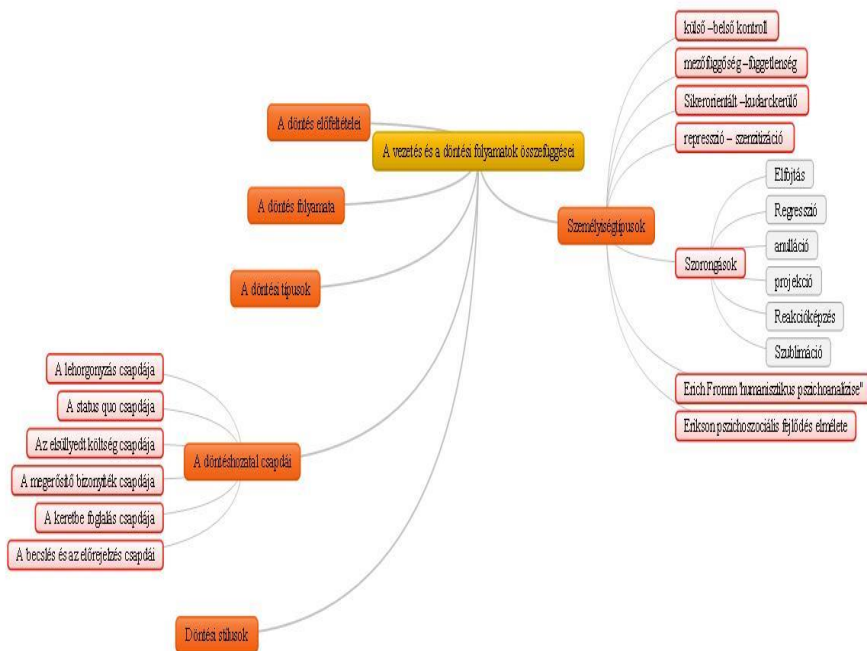 A vezetés és a döntési folyamatok összefüggései
A döntés előfeltételei
A döntés folyamata
A döntési típusok
A döntéshozatal csapdái
A lehorgonyzás csapdája
A status quo csapdája
Az elsüllyedt költség csapdája
A megerősítő bizonyíték csapdája
A keretbe foglalás csapdája
A becslés és az előrejelzés csapdái
Döntési stílusok
Személyiségtípusok
külső –belső kontroll
mezőfüggőség –függetlenség
Sikerorientált –kudarckerülő
represszió – szenzitizáció
Szorongások
Elfojtás
Regresszió
anulláció
projekció
Reakcióképzés
Szublimáció
Erich Fromm "humanisztikus pszichoanalízise"
Erikson pszichoszociális fejlődés elmélete